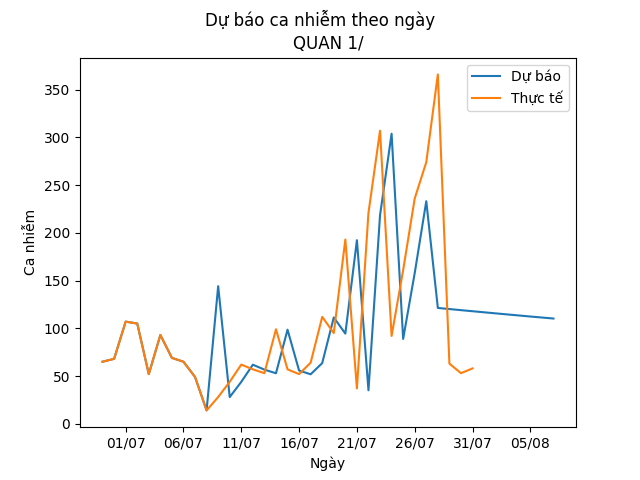 Dự báo ca nhiễm theo ngày
QUAN 1/
Dự báo
Thực tế
350
300
250
200
150
100
50
0
Ca nhiễm
01/07 06/07 11/07 16/07 21/07 26/07 31/07 05/08
Ngày